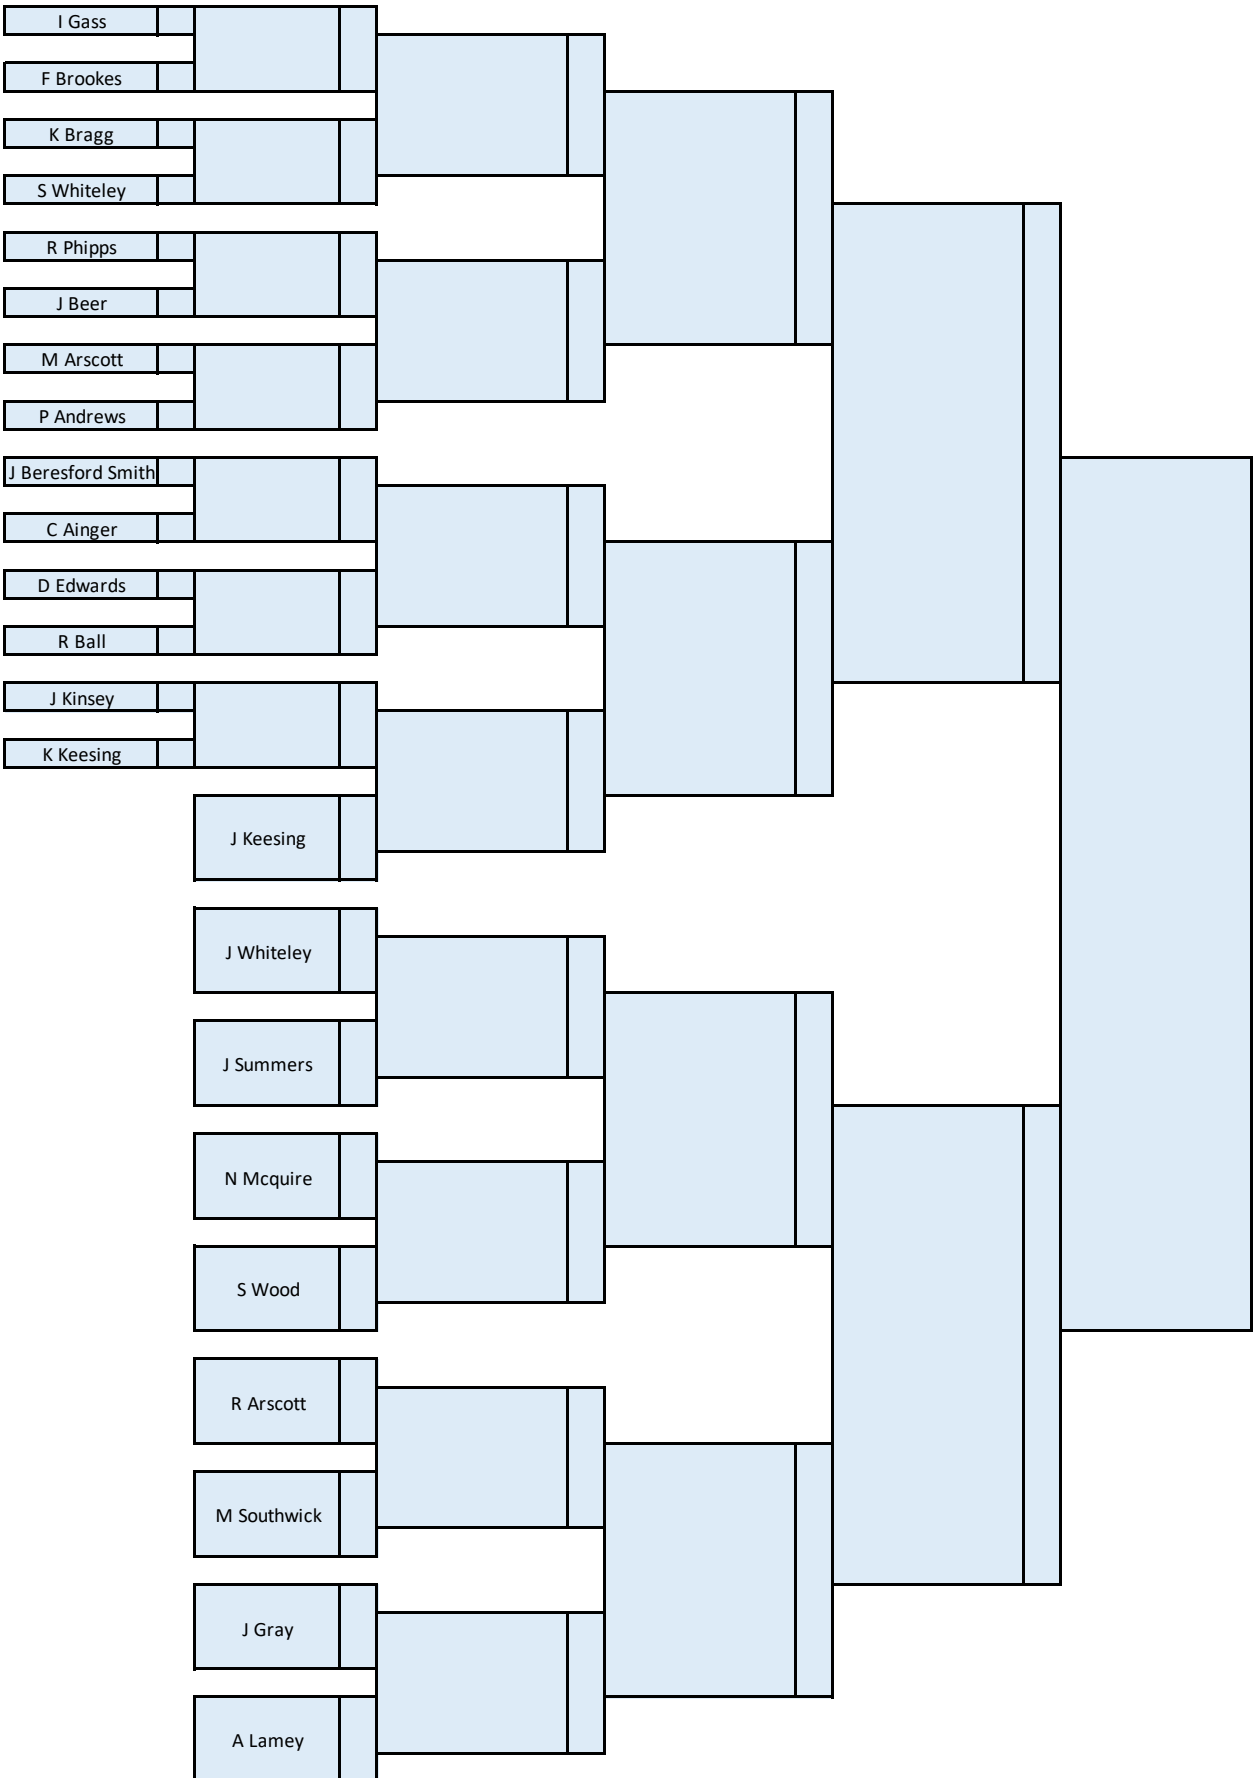 I Gass
F Brookes
K Bragg
S Whiteley
R Phipps
J Beer
M Arscott
P Andrews
J Beresford Smith
C Ainger
D Edwards
R Ball
J Kinsey
K Keesing
J Keesing
J Whiteley
J Summers
N Mcquire
S Wood
R Arscott
M Southwick
J Gray
A Lamey